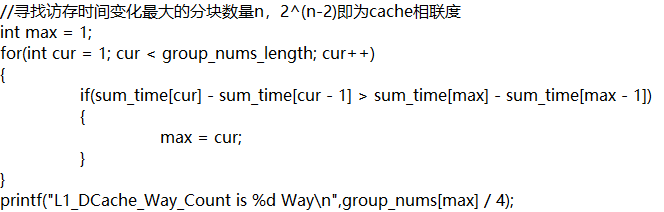 //寻找访存时间变化最大的分块数量n，2^(n-2)即为cache相联度
int max = 1;
for(int cur = 1; cur < group_nums_length; cur++)
{
if(sum_time[cur] - sum_time[cur - 1] > sum_time[max] - sum_time[max - 1])
{
max = cur;
}
}
printf("L1_DCache_Way_Count is %d Way\n",group_nums[max] / 4);